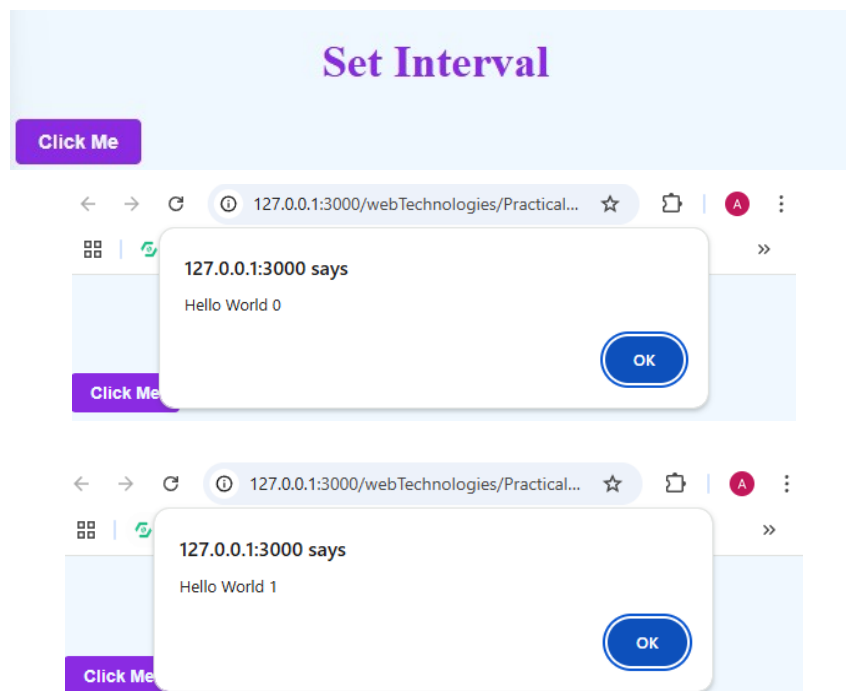 Set Interval
Click Me
127.0.0.1:3000/webTechnologies/Practical...
A
127.0.0.1:3000 says
Hello World 0
OK
Click Me
127.0.0.1:3000/webTechnologies/Practical...
A
127.0.0.1:3000 says
Hello World 1
OK
Click Me